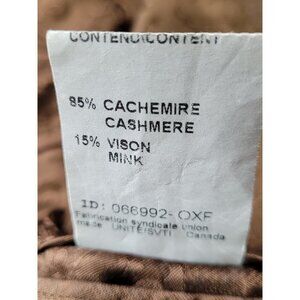 CONTENU\CONTENT
85% CACHEMIRE
CASHMERE
15% VISON
MINK
ID: 066992-OXF
Fabrication syndicale union
made UNITE/SVTI Canada